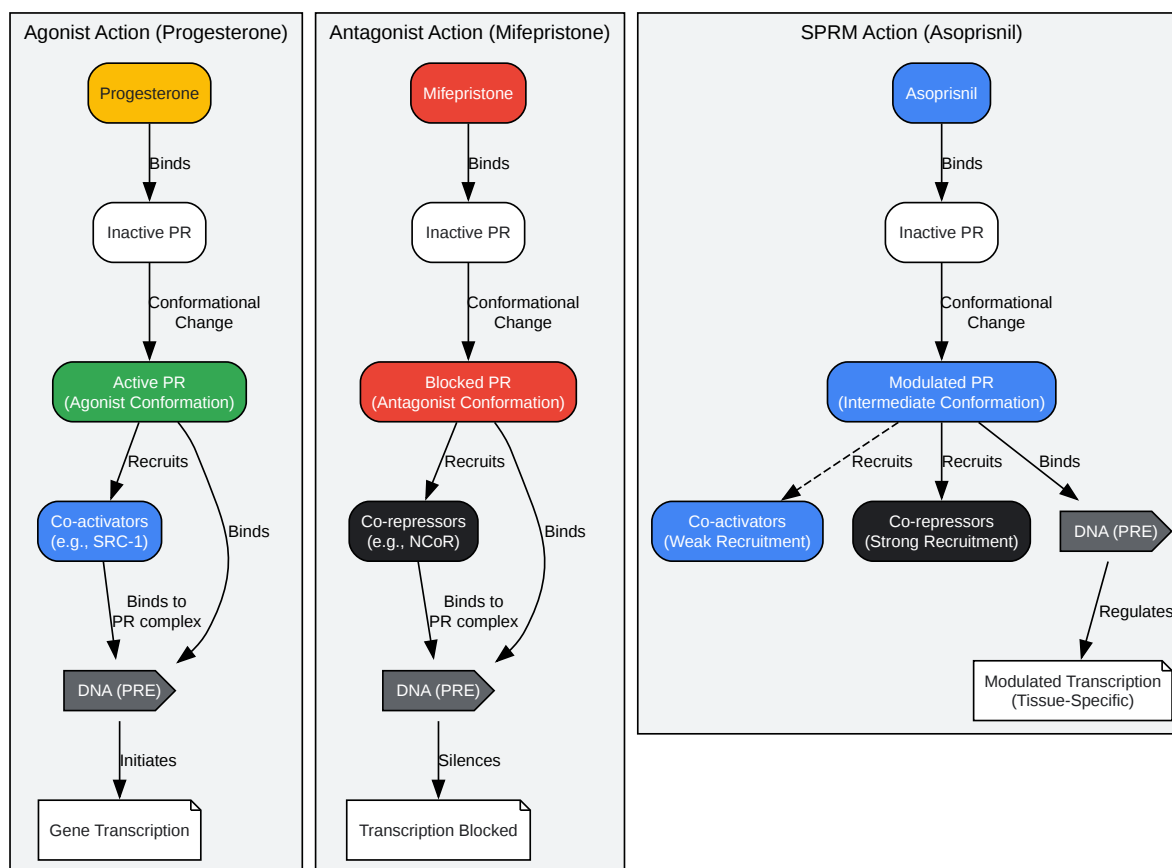 Agonist Action (Progesterone)
Progesterone
Binds
Inactive PR
Conformational
Change
Active PR
(Agonist Conformation)
Recruits
Co-activators
(e.g., SRC-1)
Binds
Binds to
PR complex
DNA (PRE)
Initiates
Gene Transcription
Antagonist Action (Mifepristone)
Mifepristone
Binds
Inactive PR
Conformational
Change
Blocked PR
(Antagonist Conformation)
Recruits
Co-repressors
(e.g., NCoR)
Binds
Binds to
PR complex
DNA (PRE)
Silences
Transcription Blocked
SPRM Action (Asoprisnil)
Asoprisnil
Binds
Inactive PR
Conformational
Change
Modulated PR
(Intermediate Conformation)
Recruits
Recruits
Binds
Co-activators
(Weak Recruitment)
Co-repressors
(Strong Recruitment)
DNA (PRE)
Regulates
Modulated Transcription
(Tissue-Specific)